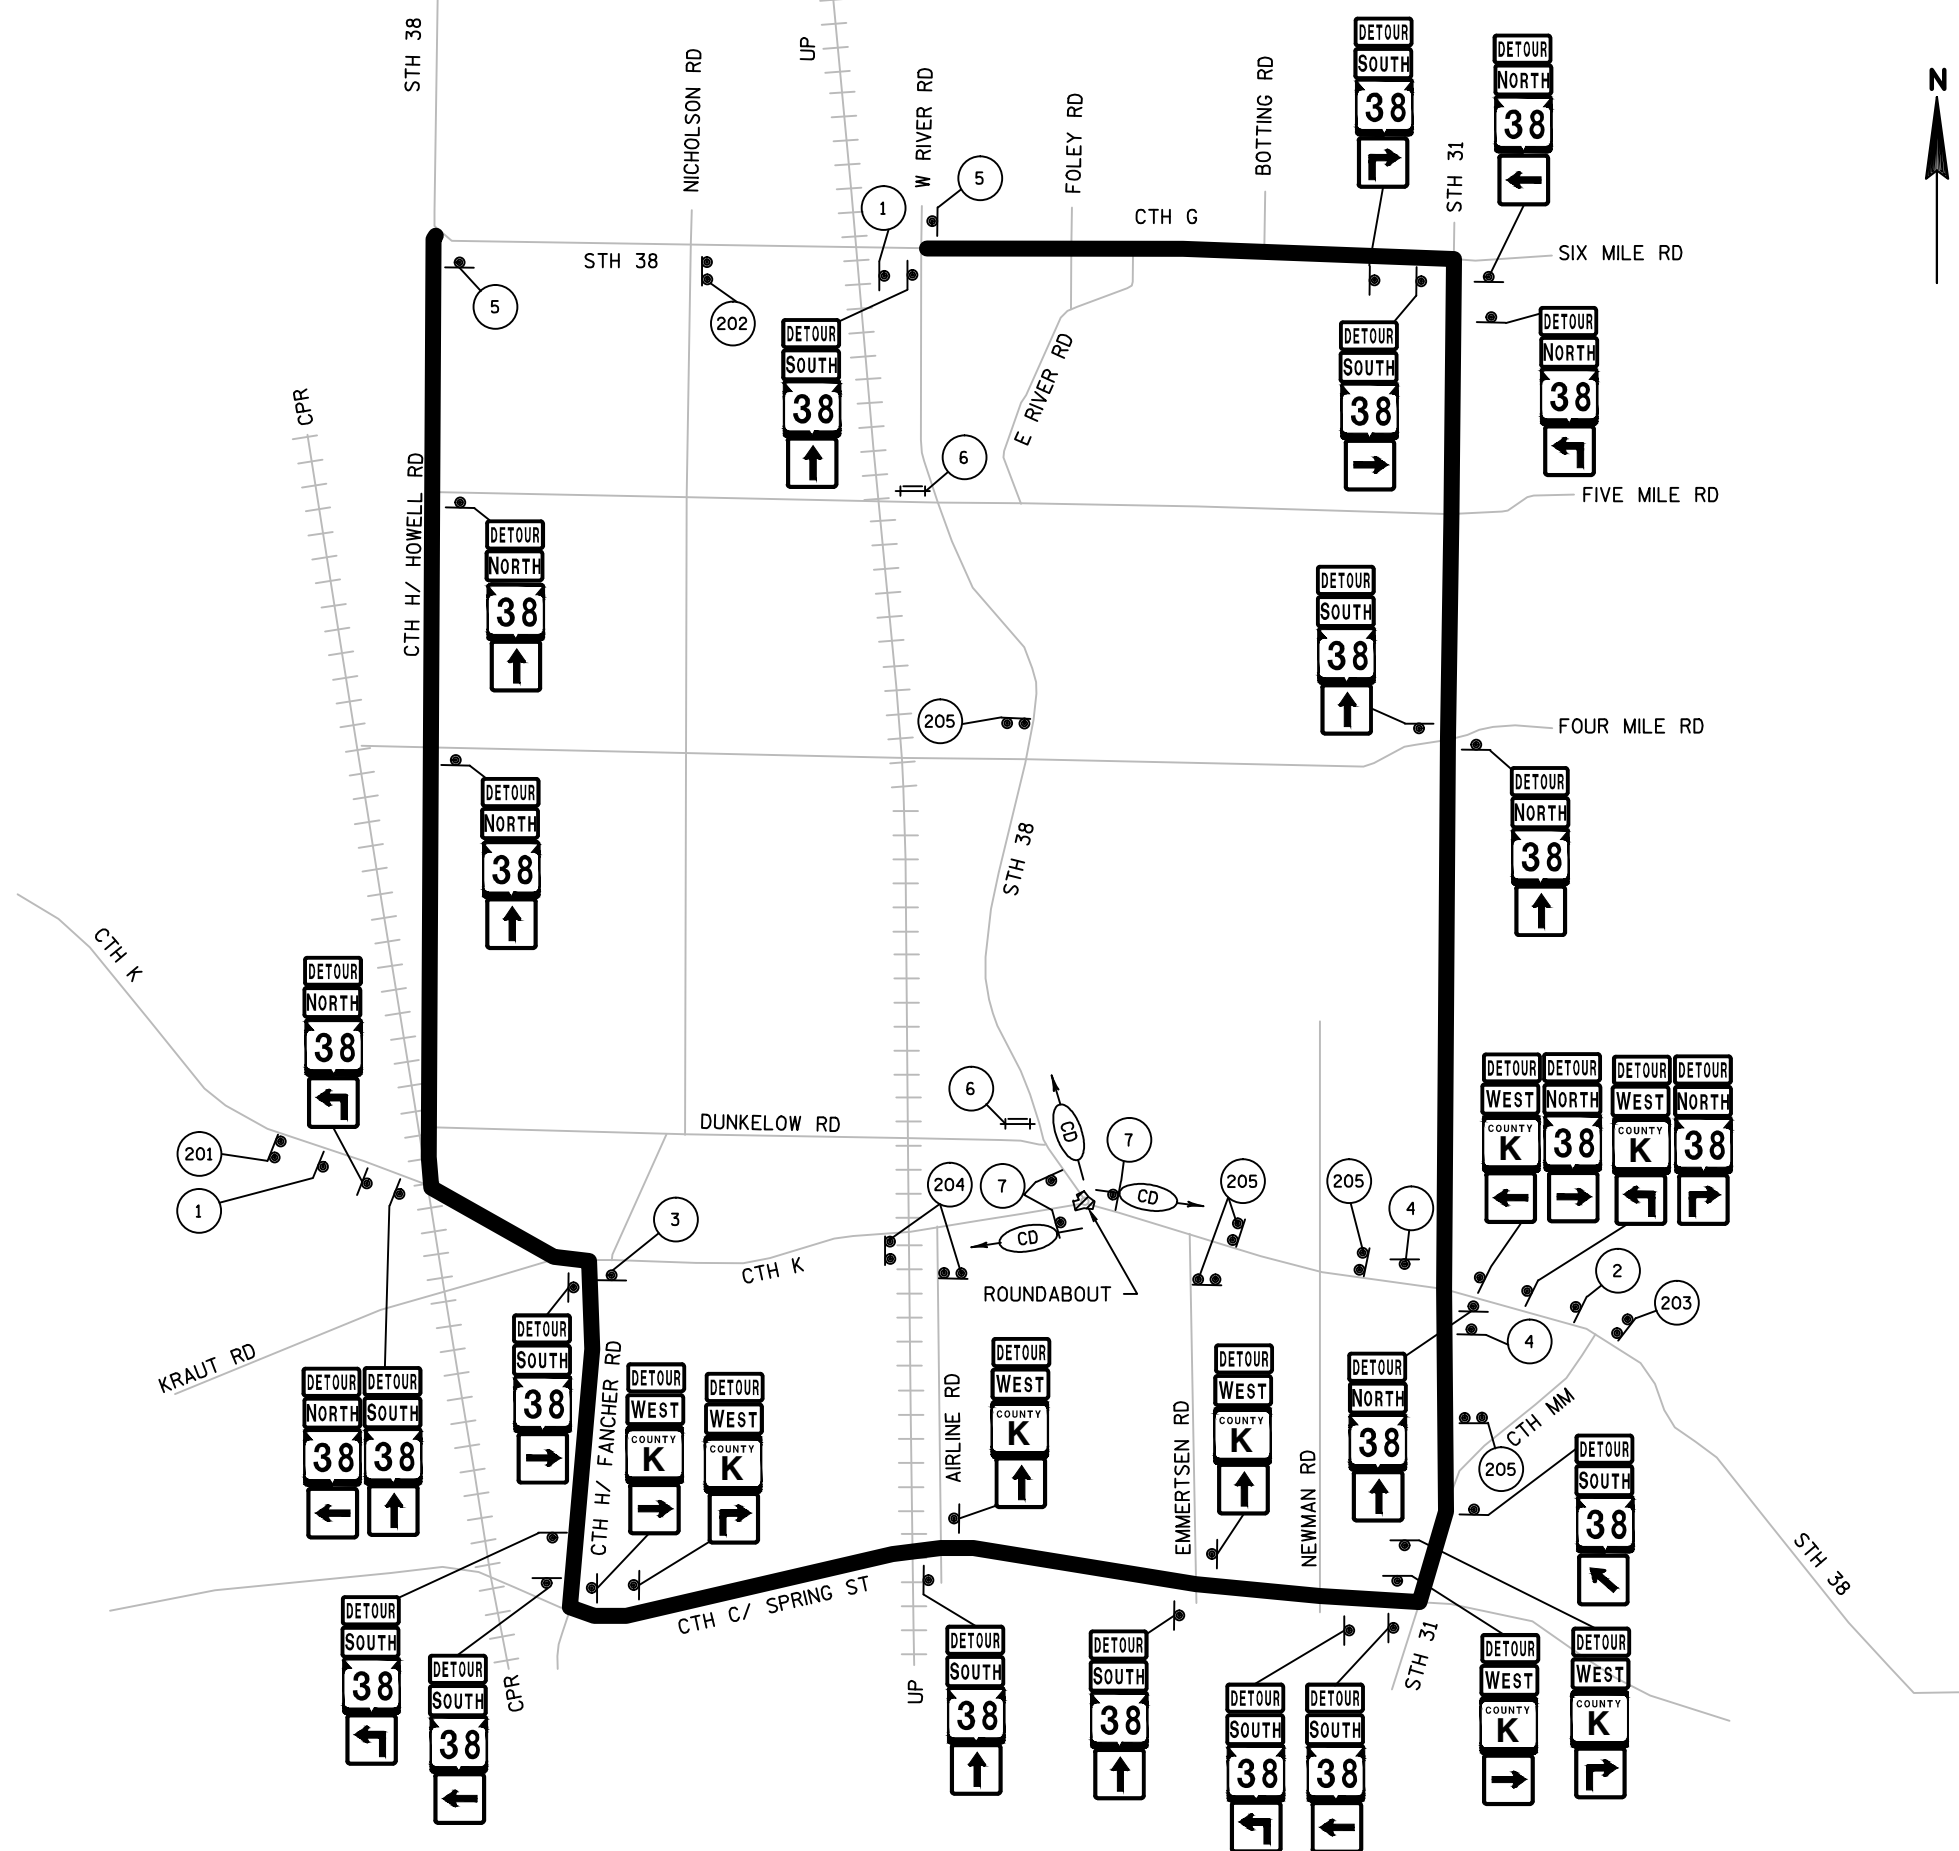 STH 38
NICHOLSON RD
UP
W RIVER RD
FOLEY RD
BOTTING RD
STH 31
DETOUR
SOUTH
38
DETOUR
NORTH
38
N
1
5
CTH G
SIX MILE RD
STH 38
5
202
DETOUR
SOUTH
38
DETOUR
SOUTH
38
DETOUR
NORTH
38
CPR
E RIVER RD
6
CTH H/ HOWELL RD
FIVE MILE RD
DETOUR
NORTH
38
DETOUR
SOUTH
38
205
FOUR MILE RD
DETOUR
NORTH
38
DETOUR
NORTH
38
STH 38
CTH K
DETOUR
NORTH
38
DETOUR
WEST
COUNTY
K
DETOUR
NORTH
38
DETOUR
WEST
COUNTY
K
DETOUR
NORTH
38
6
DUNKELOW RD
CD
7
201
1
204
7
CD
205
205
4
3
CD
CTH K
ROUNDABOUT
2
203
4
KRAUT RD
DETOUR
NORTH
38
DETOUR
SOUTH
38
DETOUR
SOUTH
38
CTH H/ FANCHER RD
DETOUR
WEST
COUNTY
K
DETOUR
WEST
COUNTY
K
AIRLINE RD
DETOUR
WEST
COUNTY
K
EMMERTSEN RD
DETOUR
WEST
COUNTY
K
NEWMAN RD
DETOUR
NORTH
38
CTH MM
205
DETOUR
SOUTH
38
STH 38
CTH C/ SPRING ST
DETOUR
SOUTH
38
DETOUR
SOUTH
38
CPR
UP
DETOUR
SOUTH
38
DETOUR
SOUTH
38
DETOUR
SOUTH
38
DETOUR
SOUTH
38
STH 31
DETOUR
WEST
COUNTY
K
DETOUR
WEST
COUNTY
K